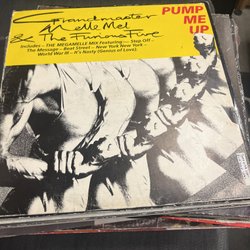 Grandmaster
Melle Mel
& The Furious Five
PUMP
ME
UP
Includes – THE MEGAMELLE MIX Featuring :– Step Off –
The Message – Beat Street – New York New York –
World War III – It's Nasty (Genius of Love).